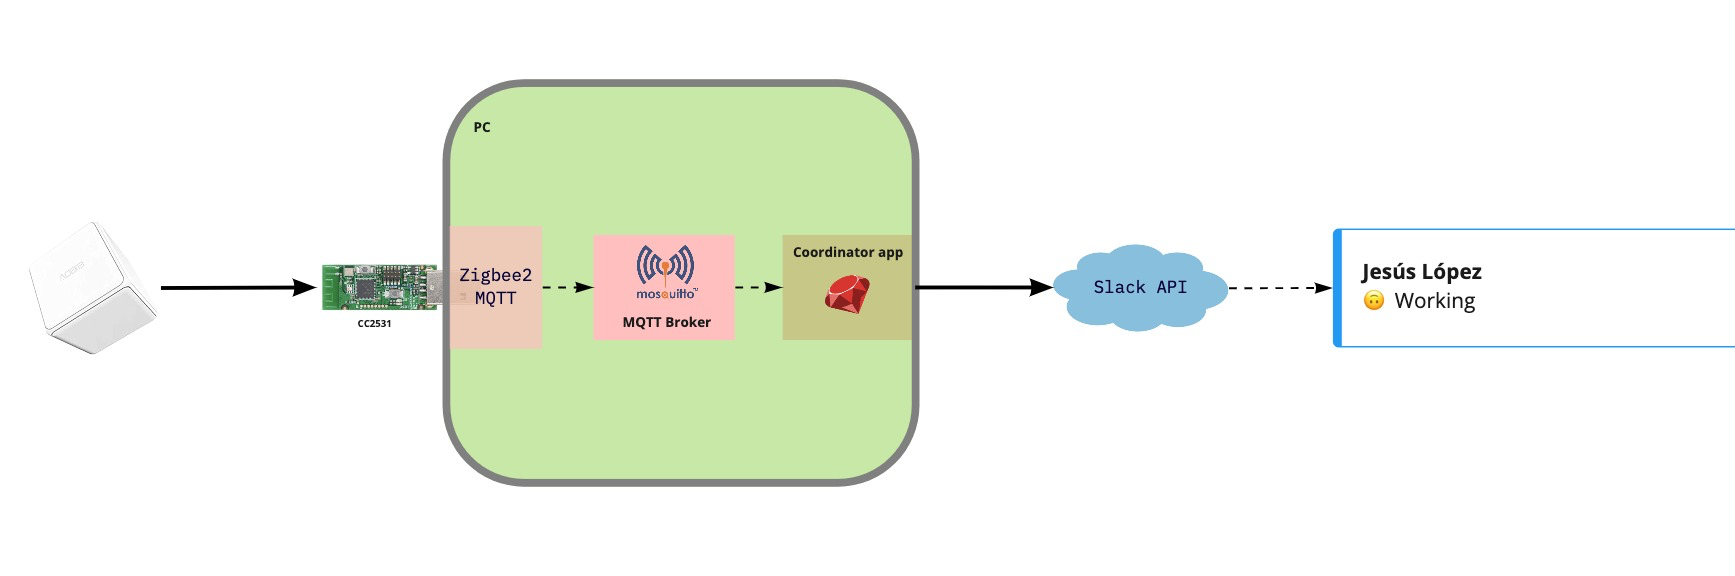 PC
Aqara
CC2531
Zigbee2
MQTT
mosquitto™
MQTT Broker
Coordinator app
Slack API
Jesús López
🙃 Working